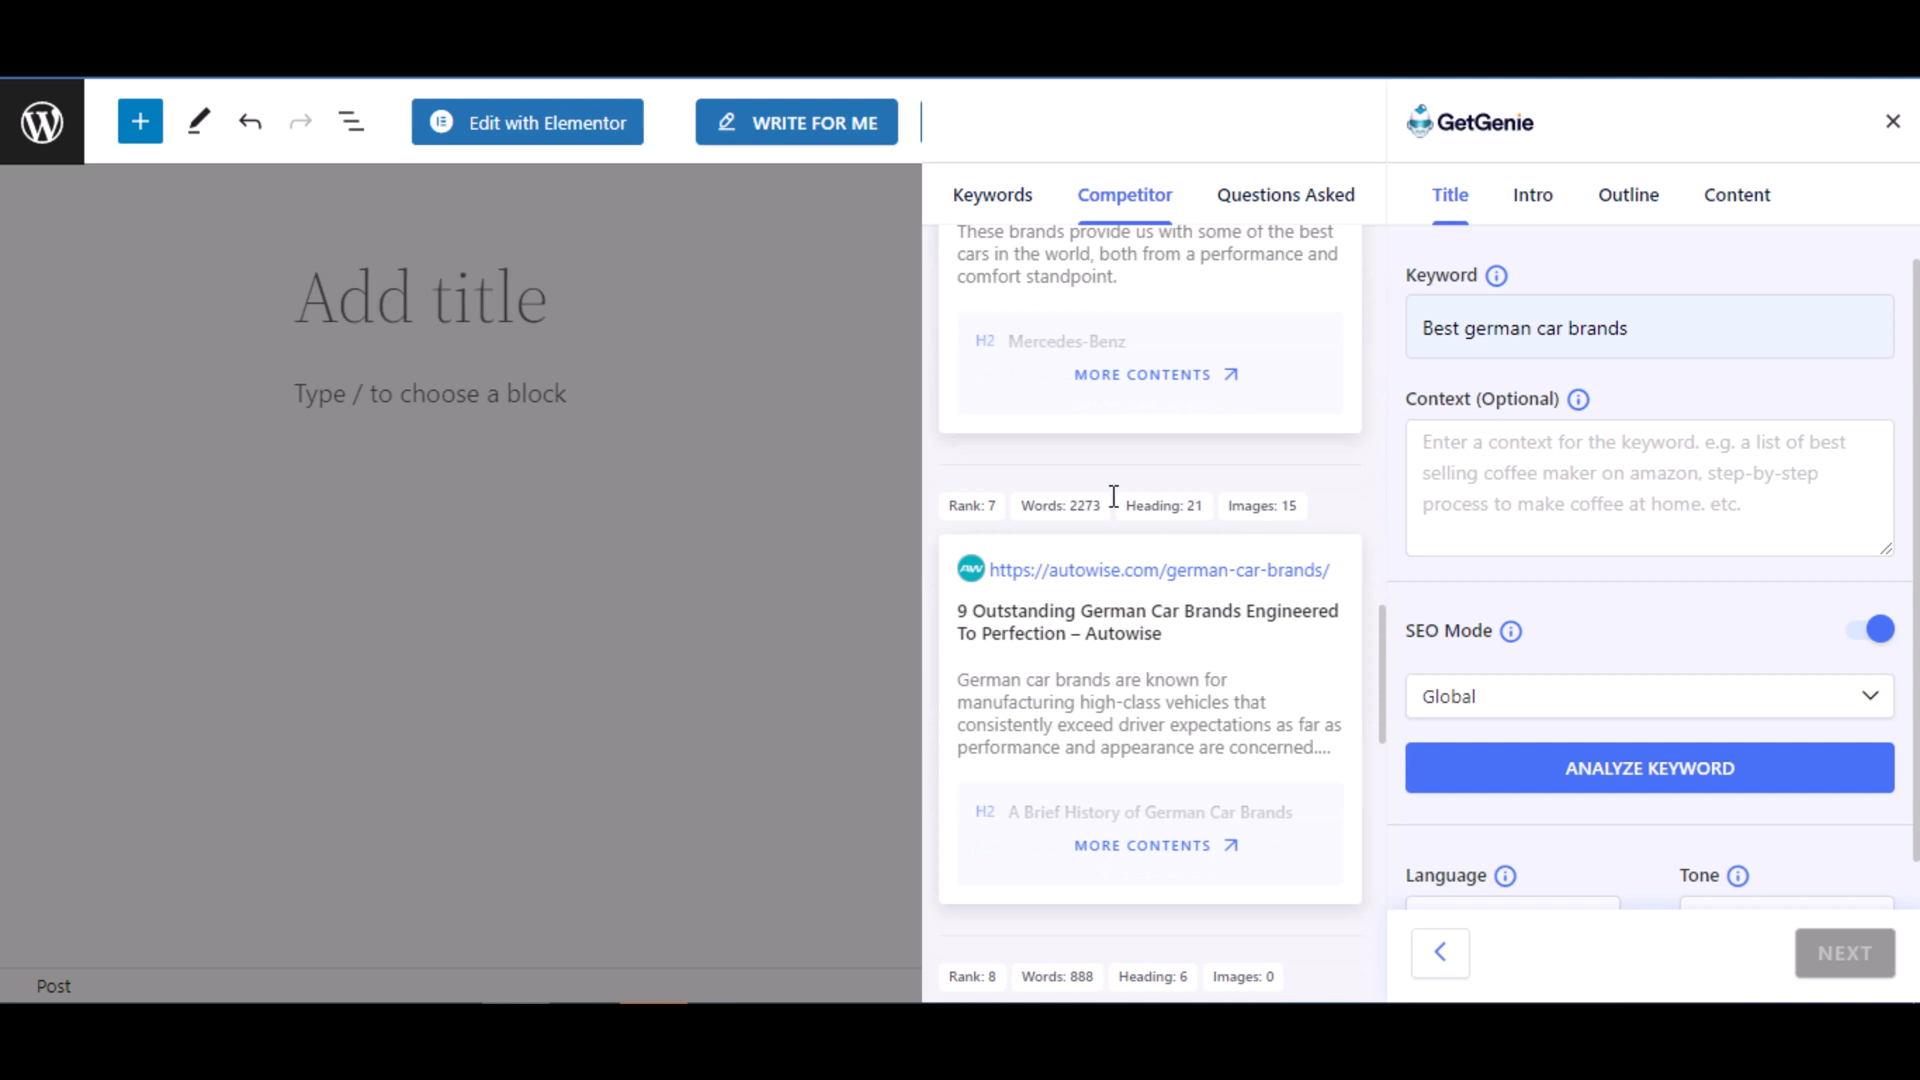 Edit with Elementor
WRITE FOR ME
GetGenie
Keywords
Competitor
Questions Asked
Title
Intro
Outline
Content
Add title
Type / to choose a block
These brands provide us with some of the best
cars in the world, both from a performance and
comfort standpoint.
H2 Mercedes-Benz
MORE CONTENTS
Rank: 7
Words: 2273
Heading: 21
Images: 15
AW https://autowise.com/german-car-brands/
9 Outstanding German Car Brands Engineered
To Perfection – Autowise
German car brands are known for
manufacturing high-class vehicles that
consistently exceed driver expectations as far as
performance and appearance are concerned....
H2 A Brief History of German Car Brands
MORE CONTENTS
Rank: 8
Words: 888
Heading: 6
Images: 0
Keyword
Best german car brands
Context (Optional)
Enter a context for the keyword. e.g. a list of best
selling coffee maker on amazon, step-by-step
process to make coffee at home. etc.
SEO Mode
Global
ANALYZE KEYWORD
Language
Tone
NEXT
Post